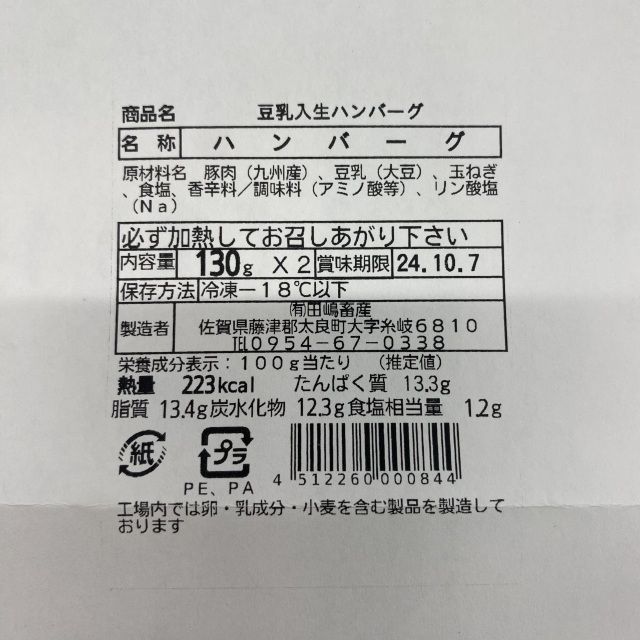 商品名 豆乳入生ハンバーグ
名称 ハンバーグ
原材料名 豚肉（九州産）、豆乳（大豆）、玉ねぎ
、食塩、香辛料／調味料（アミノ酸等）、リン酸塩
（Ｎａ）
必ず加熱してお召しあがり下さい
内容量 130g Ｘ２ 賞味期限 24.10.7
保存方法 冷凍－１８℃以下
製造者 ㈲田嶋畜産
佐賀県藤津郡太良町大字糸岐６８１０
℡０９５４－６７－０３３８
栄養成分表示：１００ｇ当たり （推定値）
熱量 223kcal たんぱく質 13.3g
脂質 13.4g 炭水化物 12.3g 食塩相当量 1.2g
紙 プラ
ＰＥ、ＰＡ 4 512260 000844
工場内では卵・乳成分・小麦を含む製品を製造して
おります